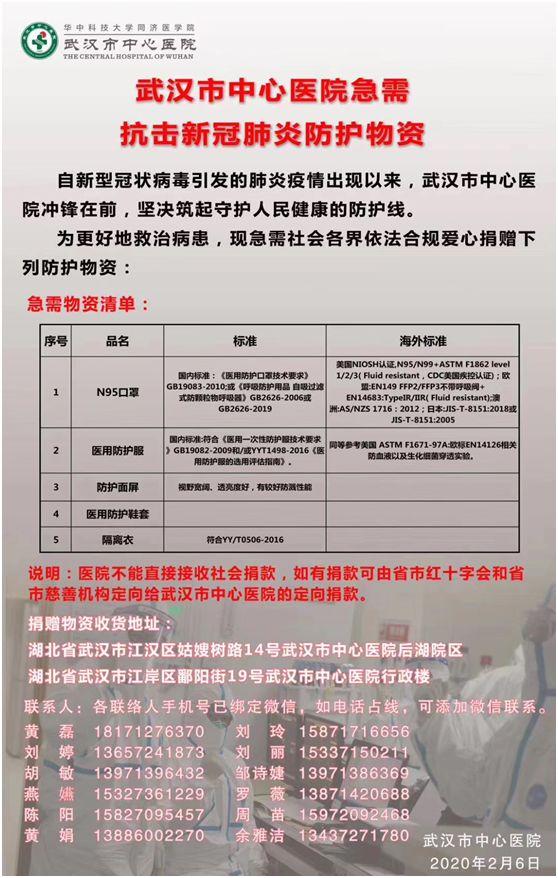 华中科技大学同济医学院
武汉市中心医院
THE CENTRAL HOSPITAL OF WUHAN
武汉市中心医院急需
抗击新冠肺炎防护物资
自新型冠状病毒引发的肺炎疫情出现以来，武汉市中心医
院冲锋在前，坚决筑起守护人民健康的防护线。
为更好地救治病患，现急需社会各界依法合规爱心捐赠下
列防护物资：
急需物资清单：
序号 品名 标准 海外标准
1 N95口罩
国内标准：《医用防护口罩技术要求》
GB19083-2010;或《呼吸防护用品 自吸过滤
式防颗粒物呼吸器》GB2626-2006或
GB2626-2019
美国NIOSH认证,N95/N99+ASTM F1862 level
1/2/3( Fluid resistant，CDC美国疾控认证)；欧
盟:EN149 FFP2/FFP3不带呼吸阀+
EN14683:TypeIR/IIR( Fluid resistant);澳
洲:AS/NZS 1716：2012；日本:JIS-T-8151:2018或
JIS-T-8151:2005
2 医用防护服
国内标准:符合《医用一次性防护服技术要求
》GB19082-2009和/或YYT1498-2016《医
用防护服的选用评估指南》。
同等参考美国 ASTM F1671-97A:欧标EN14126相关
防血液以及生化细菌穿透实验。
3 防护面屏 视野宽阔、透亮度好，有较好防溅性能
4 医用防护鞋套
5 隔离衣 符合YY/T0506-2016
说明：医院不能直接接收社会捐款，如有捐款可由省市红十字会和省
市慈善机构定向给武汉市中心医院的定向捐款。
捐赠物资收货地址：
湖北省武汉市江汉区姑嫂树路14号武汉市中心医院后湖院区
湖北省武汉市江岸区鄱阳街19号武汉市中心医院行政楼
联系人：各联络人手机号已绑定微信，如电话占线，可添加微信联系。
黄 磊 18171276370 刘 玲 15871716656
刘 婷 13657241873 刘 丽 15337150211
胡 敏 13971396432 邹诗婕 13971386369
燕 嬿 15327361229 罗 薇 13871420688
陈 阳 15827095457 周 苗 15972092468
黄 娟 13886002270 余雅洁 13437271780
武汉市中心医院
2020年2月6日